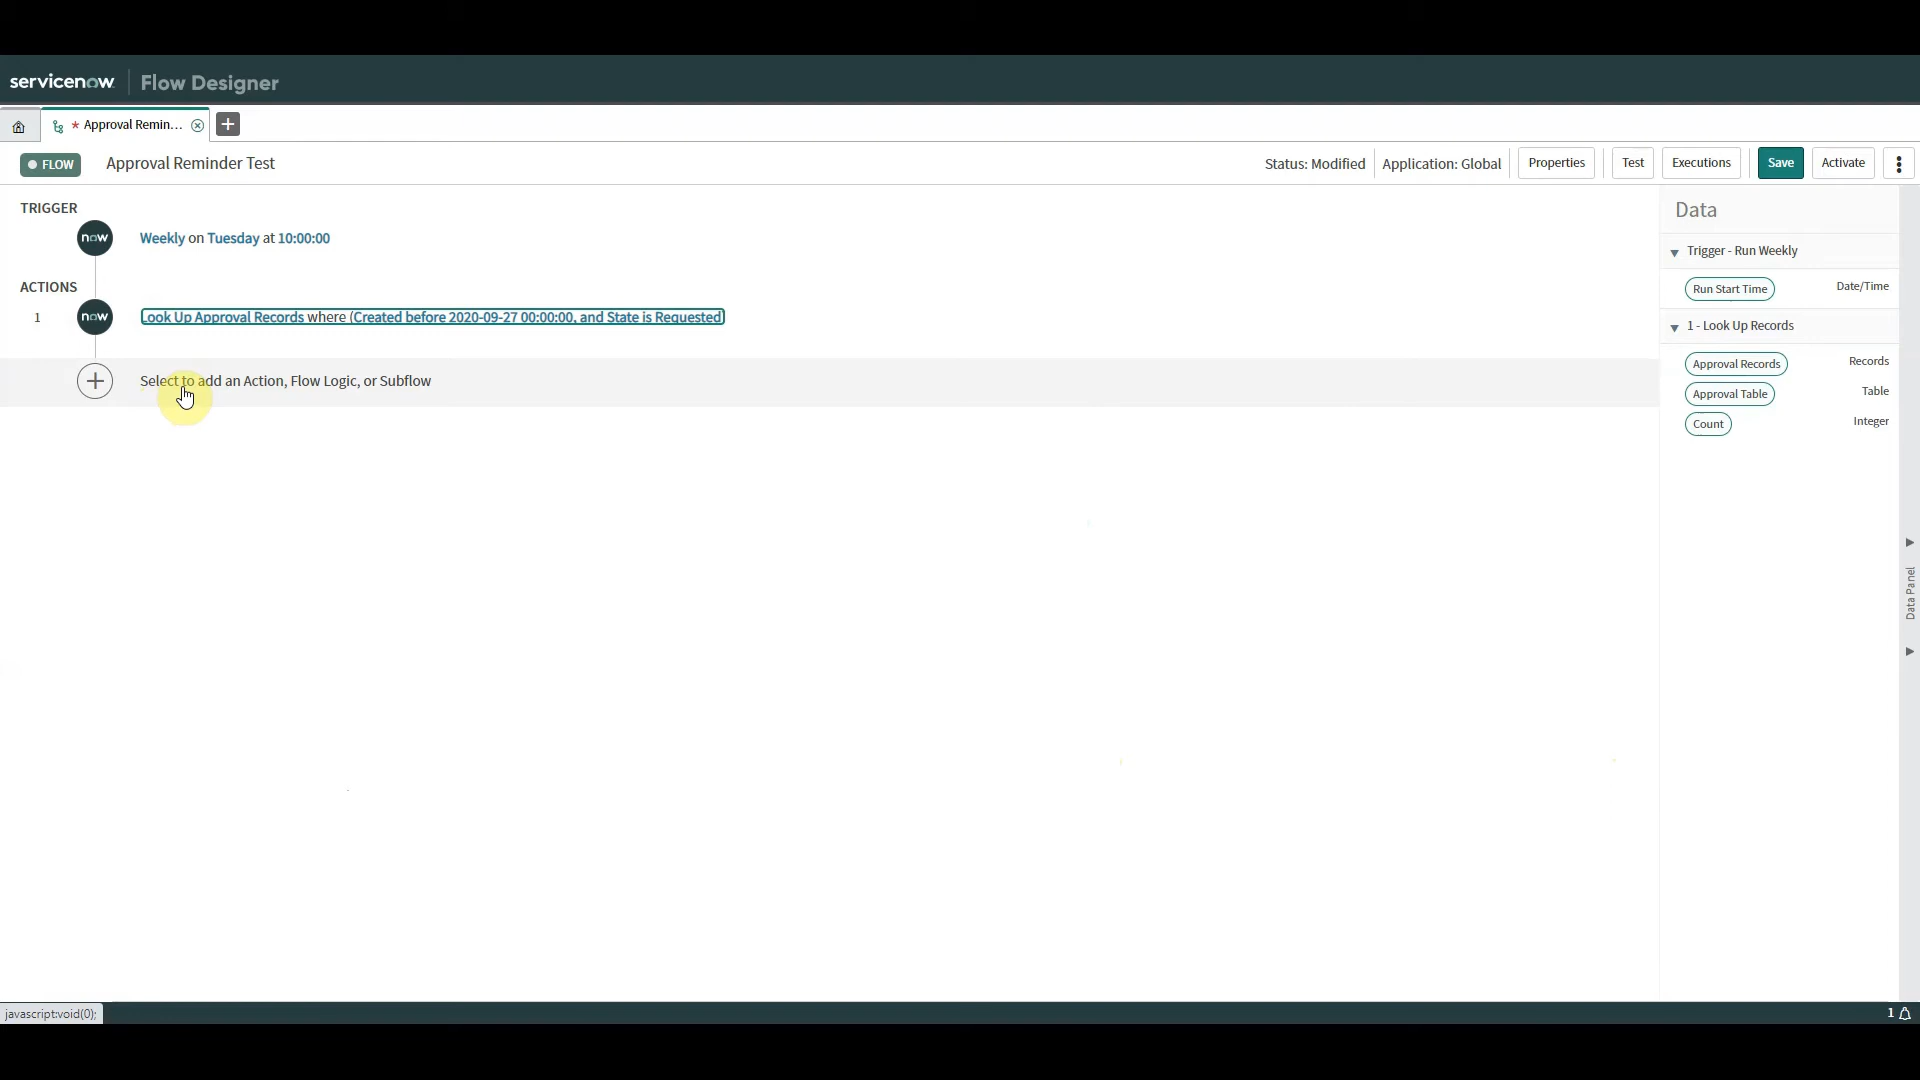 servicenow Flow Designer
* Approval Remin...
FLOW Approval Reminder Test Status: Modified Application: Global Properties Test Executions Save Activate
TRIGGER
now Weekly on Tuesday at 10:00:00
ACTIONS
1 now Look Up Approval Records where (Created before 2020-09-27 00:00:00, and State is Requested)
Select to add an Action, Flow Logic, or Subflow
Data
Trigger - Run Weekly
Run Start Time Date/Time
1 - Look Up Records
Approval Records Records
Approval Table Table
Count Integer
Data Panel
javascript:void(0);
1